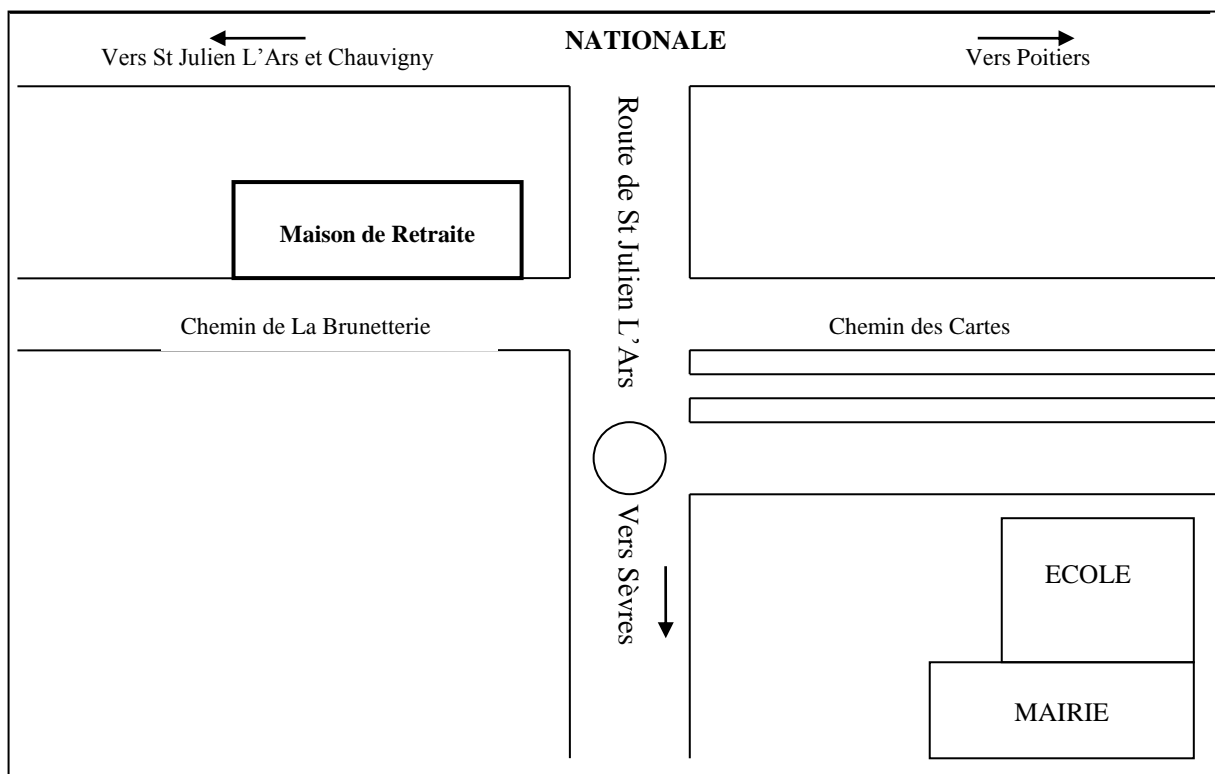 NATIONALE
Vers St Julien L’Ars et Chauvigny
Vers Poitiers
Route de St Julien L’Ars
Maison de Retraite
Chemin de La Brunetterie
Chemin des Cartes
Vers Sèvres
ECOLE
MAIRIE